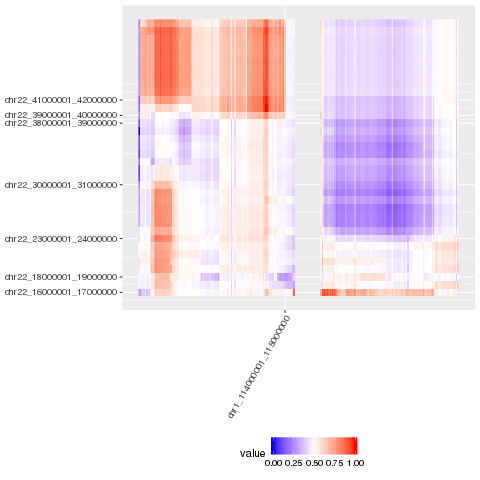 chr22_41000001_42000000
chr22_39000001_40000000
chr22_38000001_39000000
chr22_30000001_31000000
chr22_23000001_24000000
chr22_18000001_19000000
chr22_16000001_17000000
chr1_114000001_115000000
value
0.00 0.25 0.50 0.75 1.00